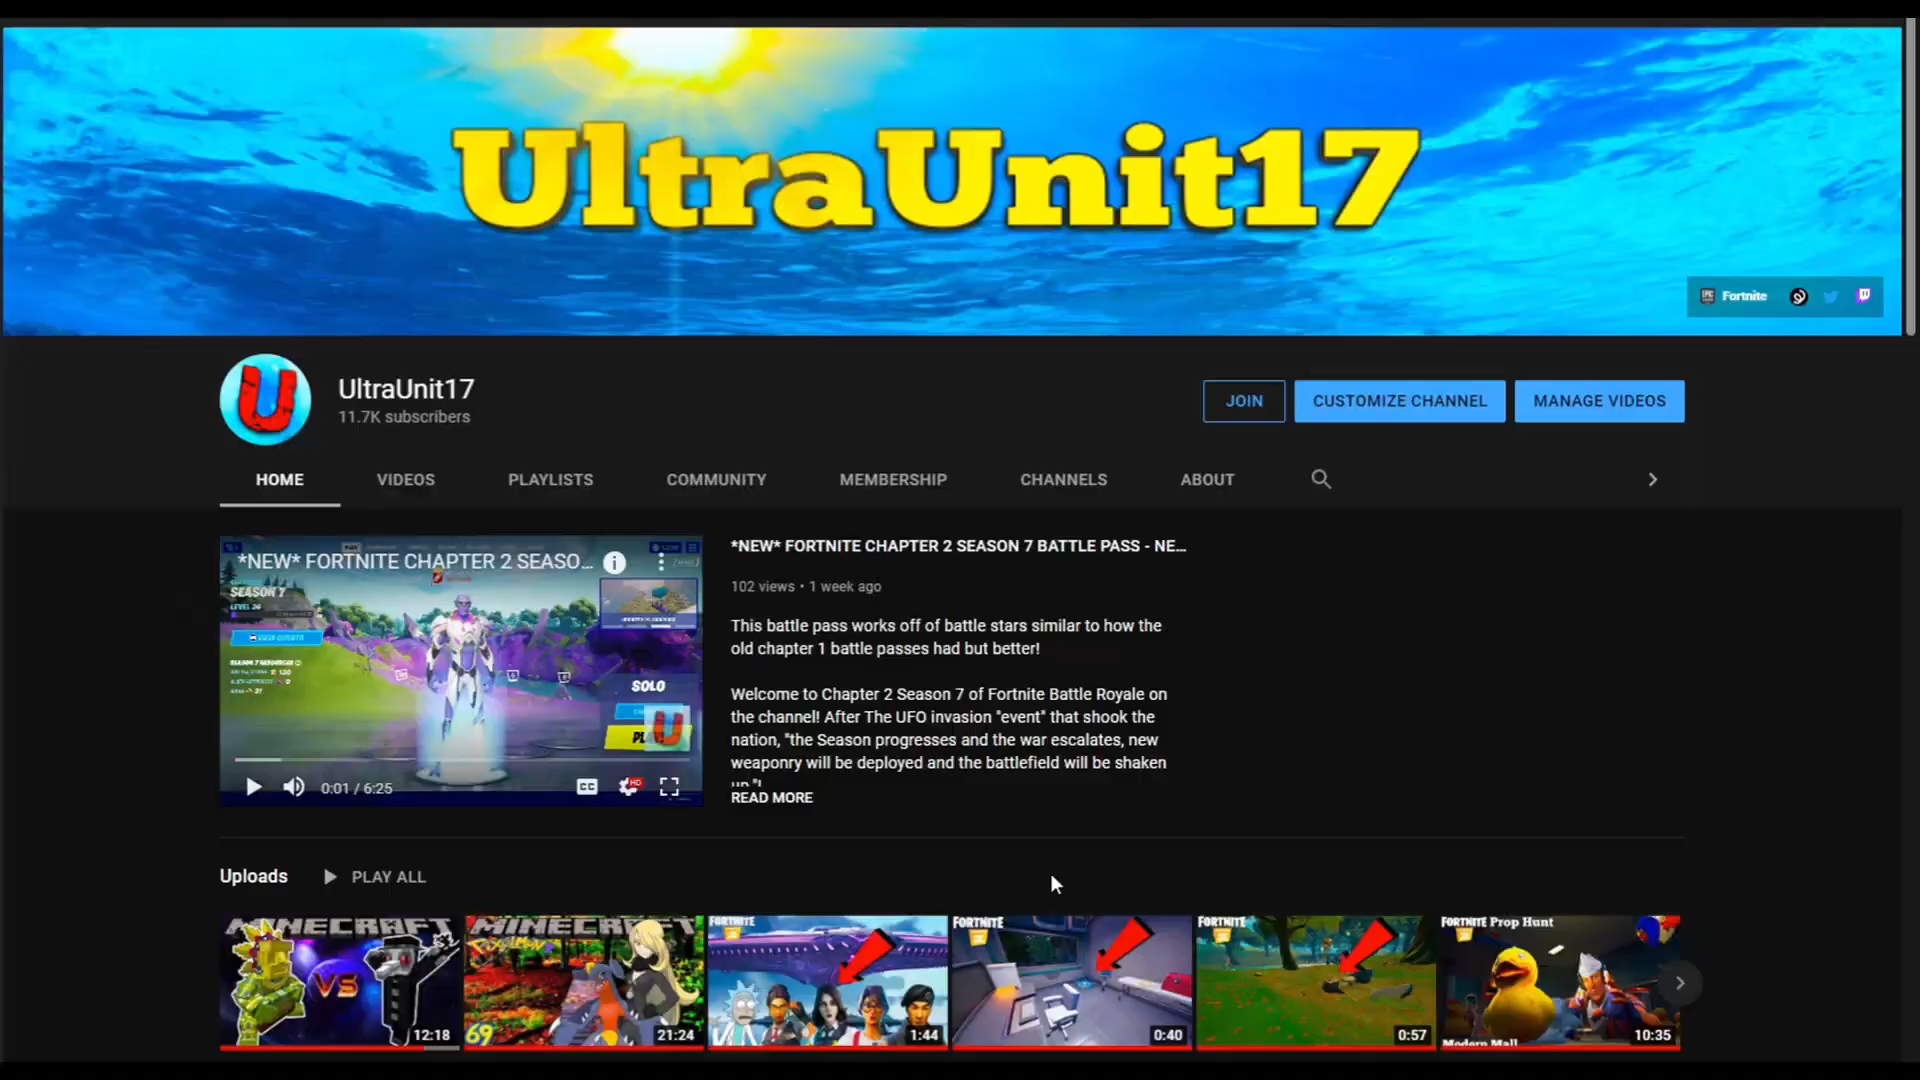 UltraUnit17
Fortnite
UltraUnit17
11.7K subscribers
JOIN
CUSTOMIZE CHANNEL
MANAGE VIDEOS
HOME
VIDEOS
PLAYLISTS
COMMUNITY
MEMBERSHIP
CHANNELS
ABOUT
*NEW* FORTNITE CHAPTER 2 SEASO...
SEASON 7
LEVEL 26
SOLO
0:01 / 6:25
CC
HD
*NEW* FORTNITE CHAPTER 2 SEASON 7 BATTLE PASS - NE...
102 views • 1 week ago
This battle pass works off of battle stars similar to how the
old chapter 1 battle passes had but better!
Welcome to Chapter 2 Season 7 of Fortnite Battle Royale on
the channel! After The UFO invasion "event" that shook the
nation, "the Season progresses and the war escalates, new
weaponry will be deployed and the battlefield will be shaken
READ MORE
Uploads
PLAY ALL
MINECRAFT
VS
12:18
MINECRAFT
69
21:24
FORTNITE
1:44
FORTNITE
0:40
FORTNITE
0:57
FORTNITE Prop Hunt
Modern Mall
10:35